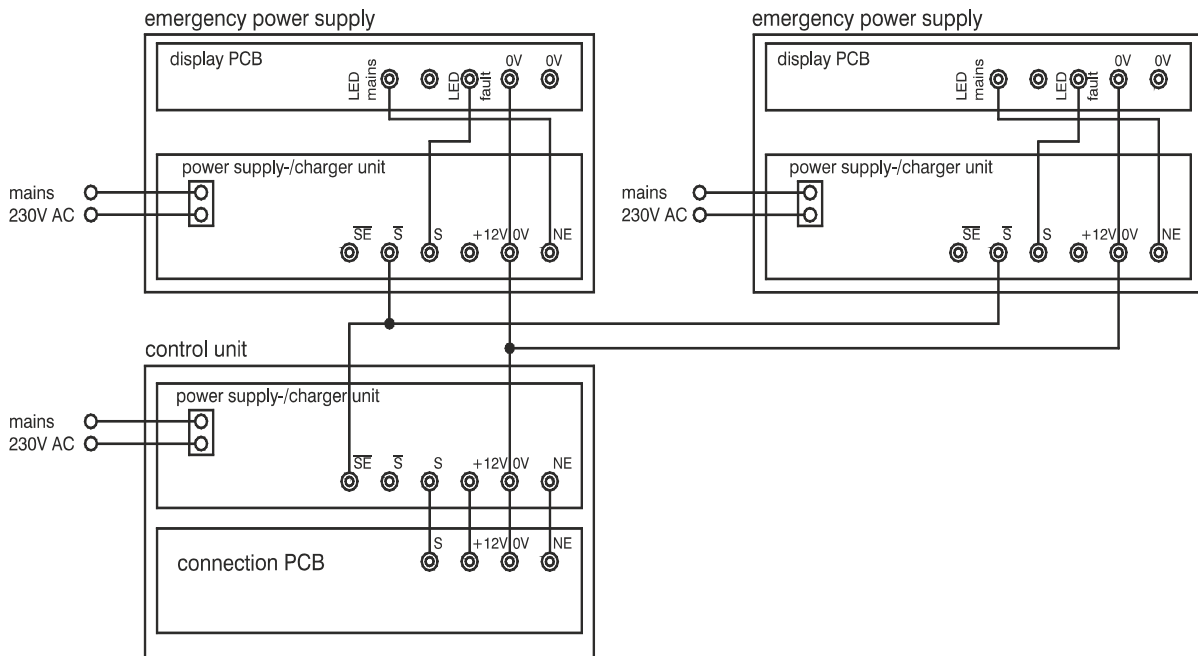 emergency power supply
display PCB
LED mains
LED fault
0V
0V
power supply-/charger unit
mains
230V AC
S̅E̅
S̅
S
+12V
0V
NE
emergency power supply
display PCB
LED mains
LED fault
0V
0V
power supply-/charger unit
mains
230V AC
S̅E̅
S̅
S
+12V
0V
NE
control unit
power supply-/charger unit
mains
230V AC
S̅E̅
S̅
S
+12V
0V
NE
connection PCB
S
+12V
0V
NE